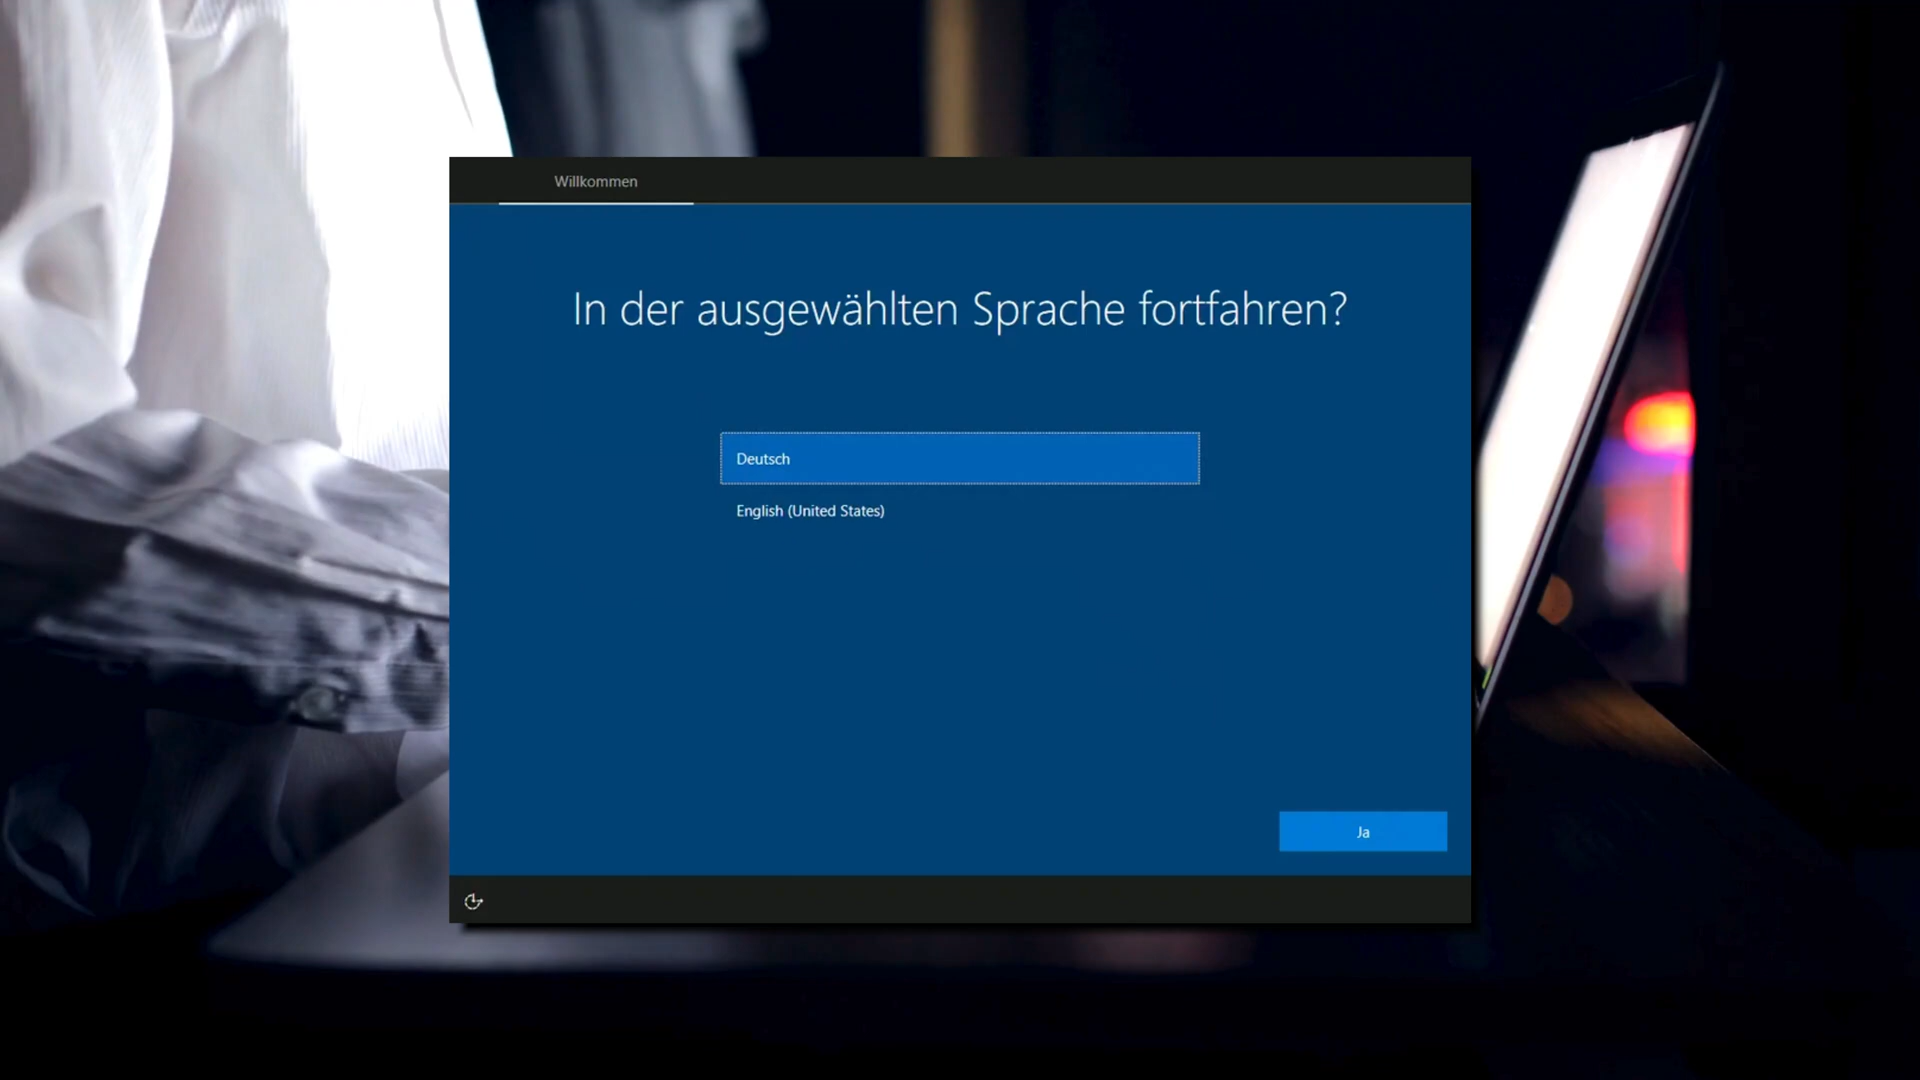 Willkommen
In der ausgewählten Sprache fortfahren?
Deutsch
English (United States)
Ja